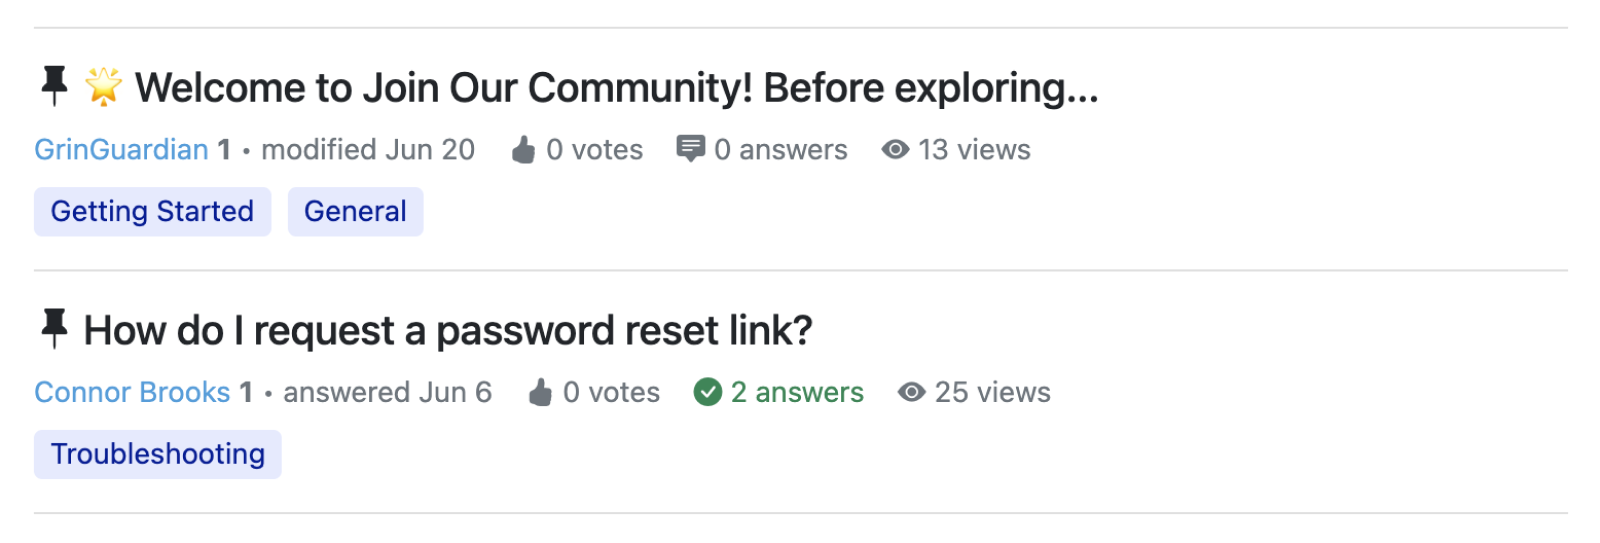 📌 🌟 Welcome to Join Our Community! Before exploring...
GrinGuardian 1 • modified Jun 20 0 votes 0 answers 13 views
Getting Started General
📌 How do I request a password reset link?
Connor Brooks 1 • answered Jun 6 0 votes 2 answers 25 views
Troubleshooting